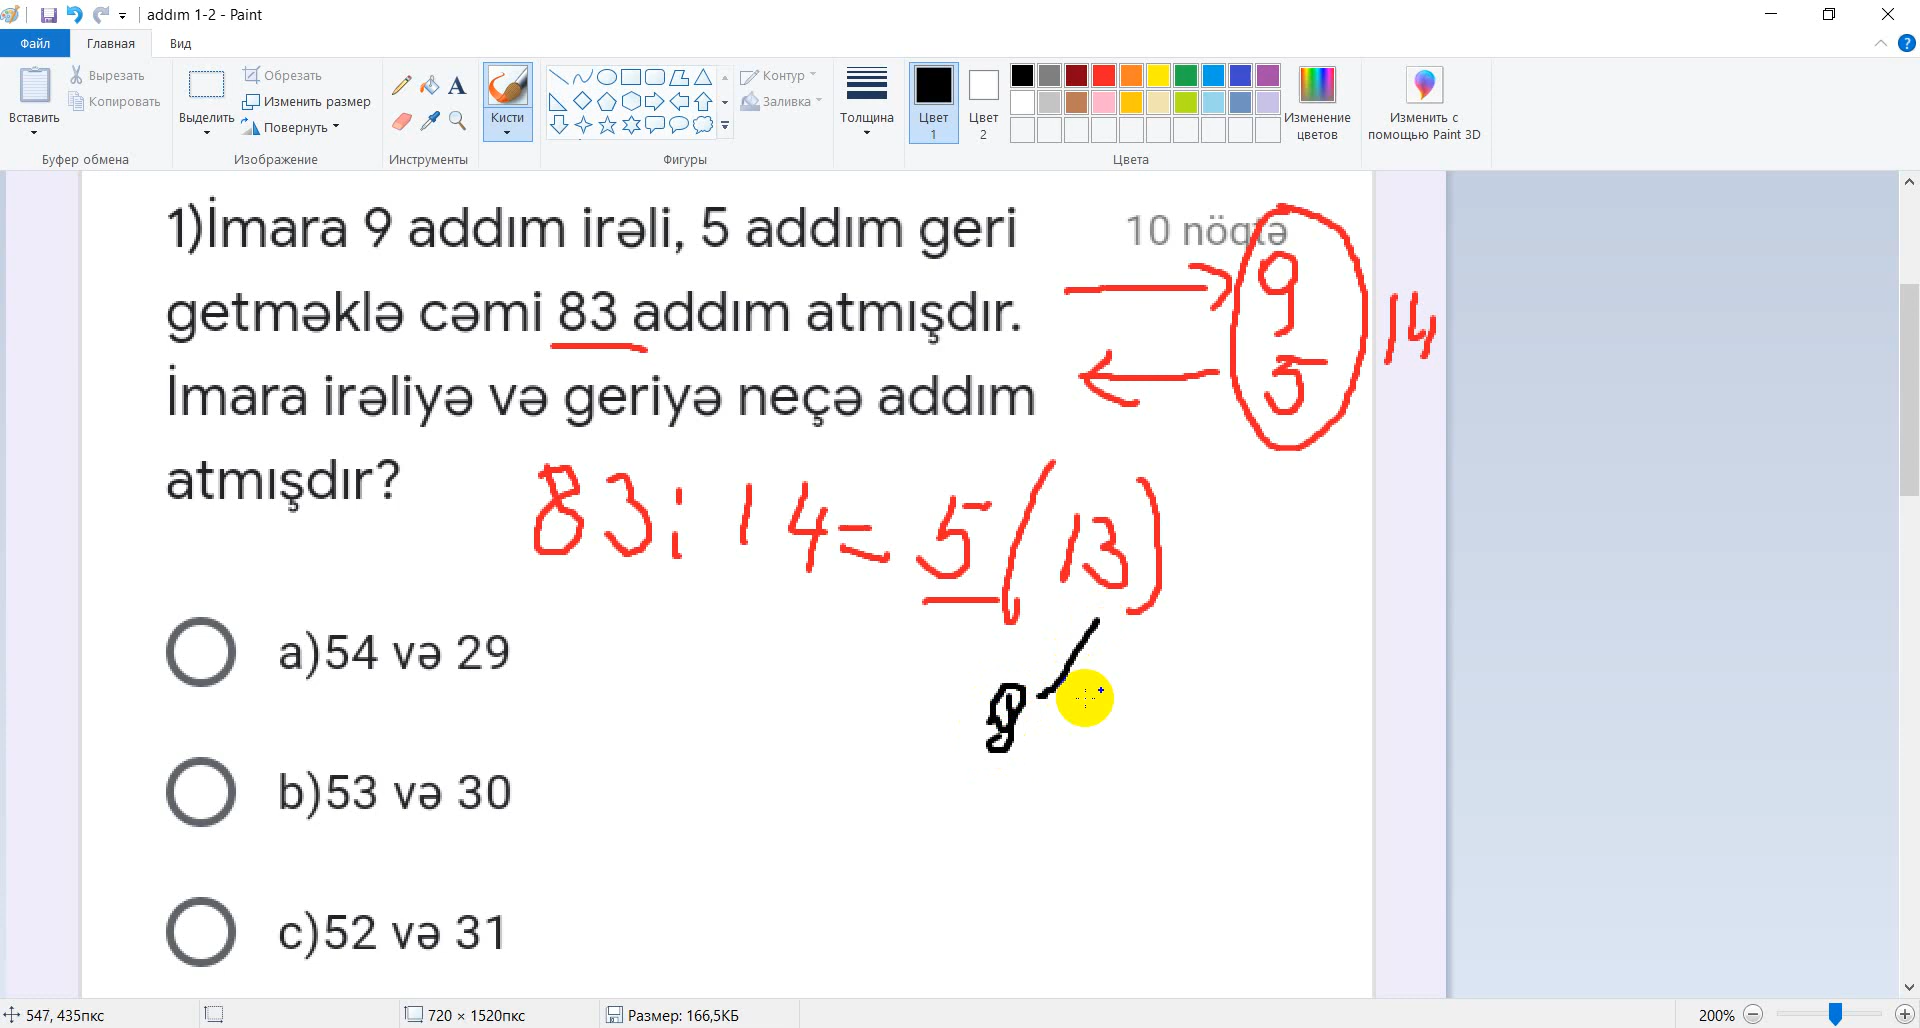 addım 1-2 - Paint
Файл Главная Вид
Вставить
Вырезать
Копировать
Буфер обмена
Выделить
Обрезать
Изменить размер
Повернуть
Изображение
A
Инструменты
Кисти
Контур
Заливка
Фигуры
Толщина
Цвет 1
Цвет 2
Изменение цветов
Цвета
Изменить с помощью Paint 3D
1)İmara 9 addım irəli, 5 addım geri
10 nöqtə
getməklə cəmi 83 addım atmışdır.
İmara irəliyə və geriyə neçə addım
atmışdır?
9
5
14
83:14=5(13)
a)54 və 29
b)53 və 30
c)52 və 31
547, 435пкс
720 × 1520пкс
Размер: 166,5КБ
200%